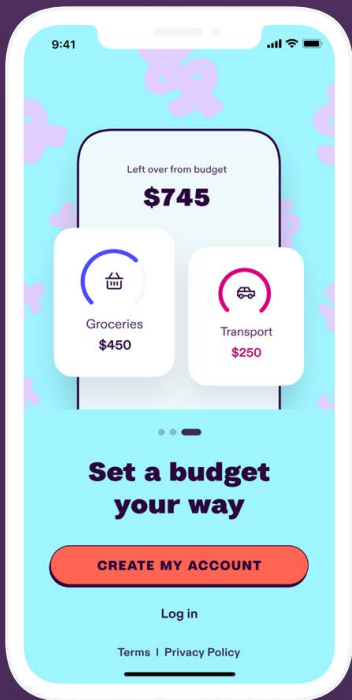 9:41
Left over from budget
$745
Groceries
$450
Transport
$250
Set a budget
your way
CREATE MY ACCOUNT
Log in
Terms | Privacy Policy